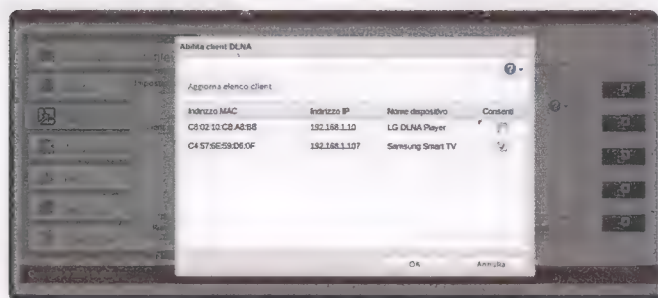 Abilita client DLNA
Aggiorna elenco client
Indirizzo MAC Indirizzo IP Nome dispositivo Consenti
C8:02:10:C8:A8:B8 192.168.1.10 LG DLNA Player
C4:57:6E:59:D6:0F 192.168.1.107 Samsung Smart TV
OK Annulla